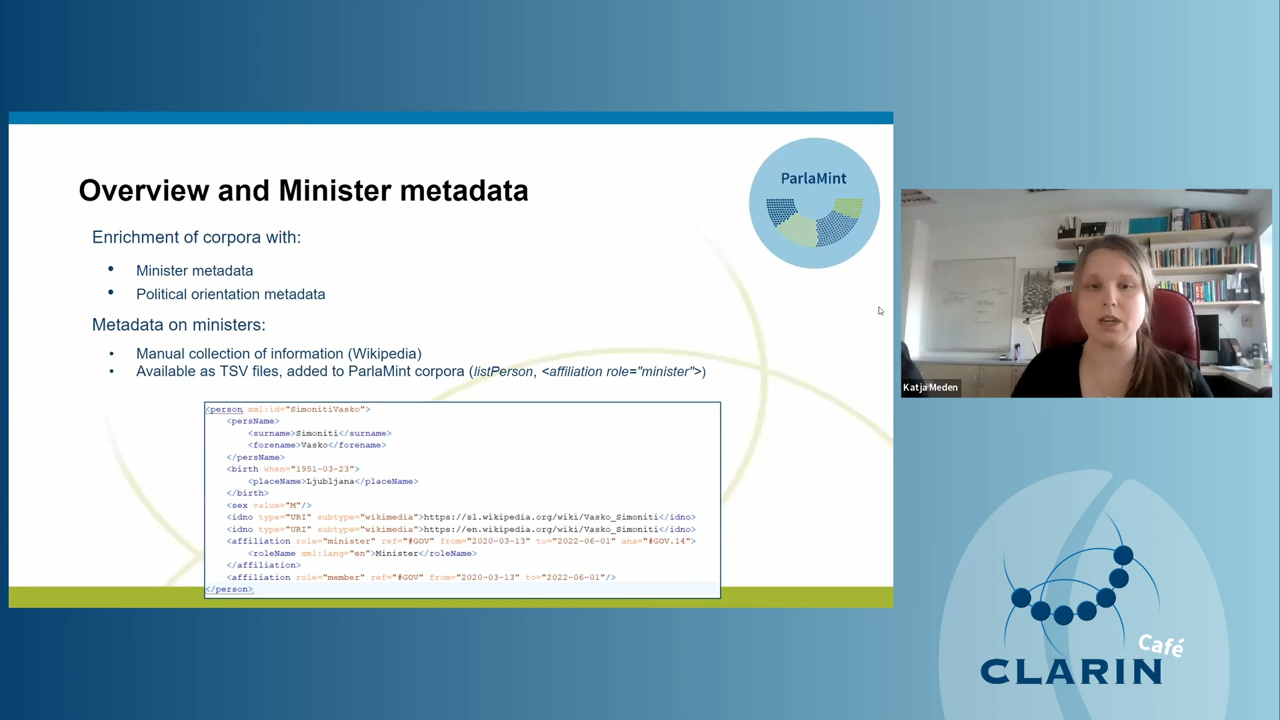 Overview and Minister metadata
ParlaMint
Enrichment of corpora with:
• Minister metadata
• Political orientation metadata
Metadata on ministers:
• Manual collection of information (Wikipedia)
• Available as TSV files, added to ParlaMint corpora (listPerson, <affiliation role="minister">)
<person xml:id="SimonitiVasko">
<persName>
<surname>Simoniti</surname>
<forename>Vasko</forename>
</persName>
<birth when="1951-03-23">
<placeName>Ljubljana</placeName>
</birth>
<sex value="M"/>
<idno type="URI" subtype="wikimedia">https://sl.wikipedia.org/wiki/Vasko_Simoniti</idno>
<idno type="URI" subtype="wikimedia">https://en.wikipedia.org/wiki/Vasko_Simoniti</idno>
<affiliation role="minister" ref="#GOV" from="2020-03-13" to="2022-06-01" ana="#GOV.14">
<roleName xml:lang="en">Minister</roleName>
</affiliation>
<affiliation role="member" ref="#GOV" from="2020-03-13" to="2022-06-01"/>
</person>
Katja Meden
Café
CLARIN